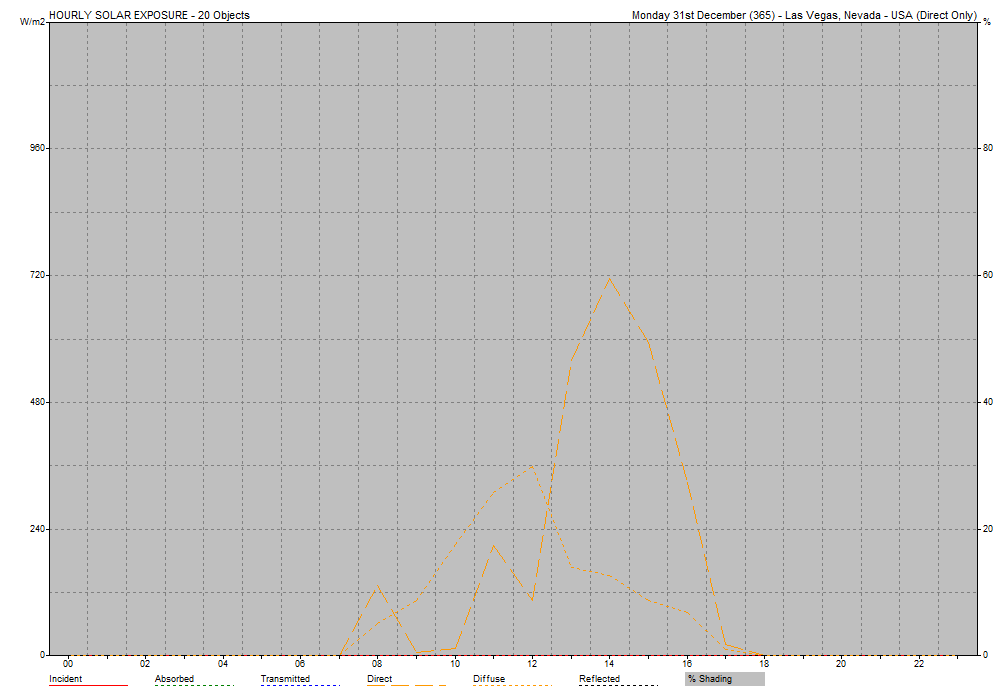 HOURLY SOLAR EXPOSURE - 20 Objects Monday 31st December (365) - Las Vegas, Nevada - USA (Direct Only)
W/m2 %
960 80
720 60
480 40
240 20
0 0
00 02 04 06 08 10 12 14 16 18 20 22
Incident Absorbed Transmitted Direct Diffuse Reflected % Shading